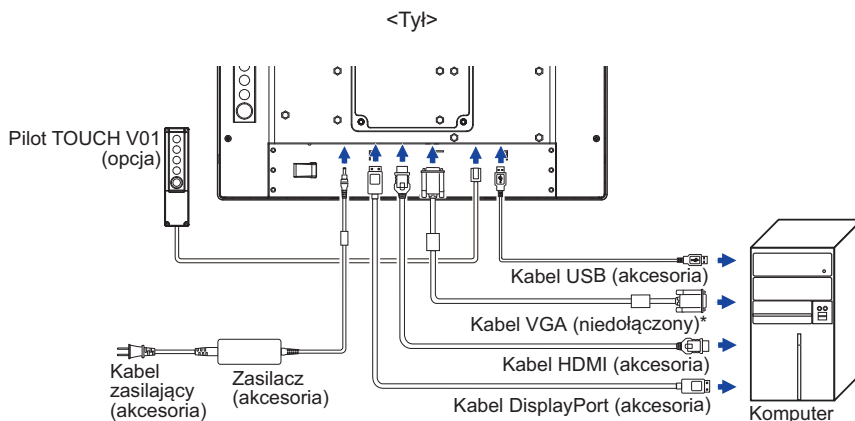 <Tył>
Pilot TOUCH V01
(opcja)
Kabel USB (akcesoria)
Kabel VGA (niedołączony)*
Kabel HDMI (akcesoria)
Kabel DisplayPort (akcesoria)
Kabel
zasilający
(akcesoria)
Zasilacz
(akcesoria)
Komputer